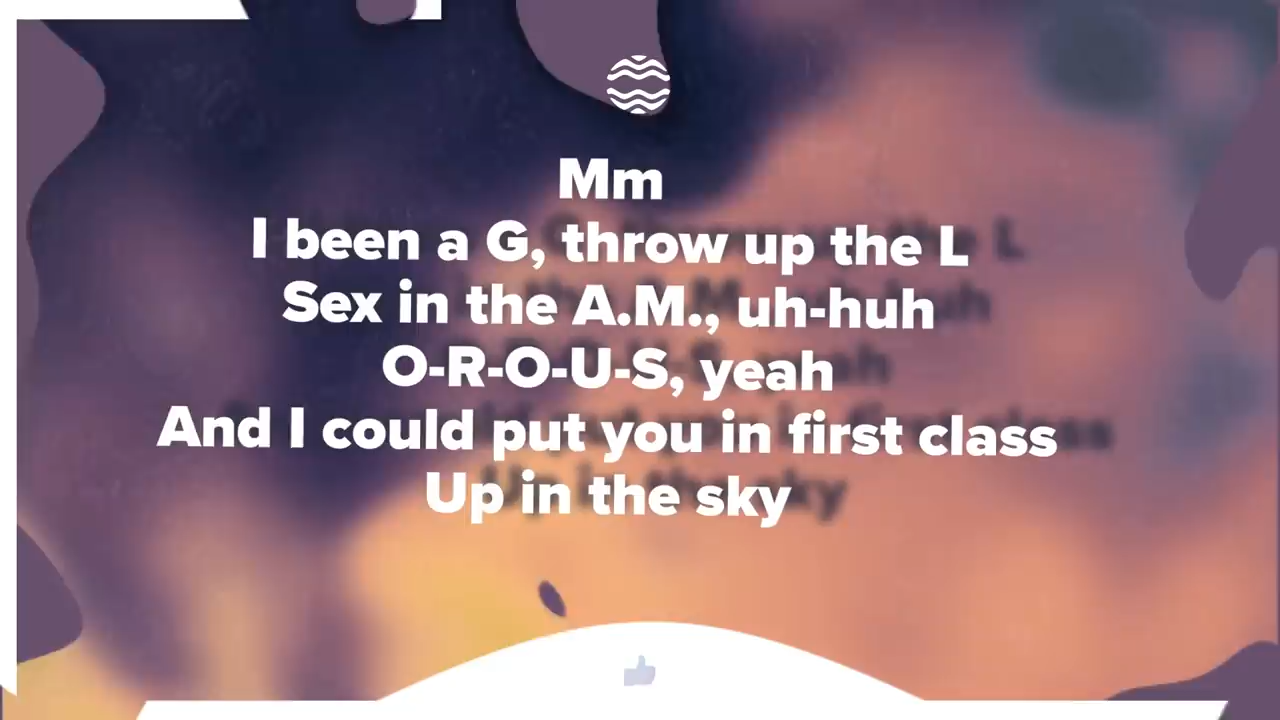 Mm
I been a G, throw up the L
Sex in the A.M., uh-huh
O-R-O-U-S, yeah
And I could put you in first class
Up in the sky